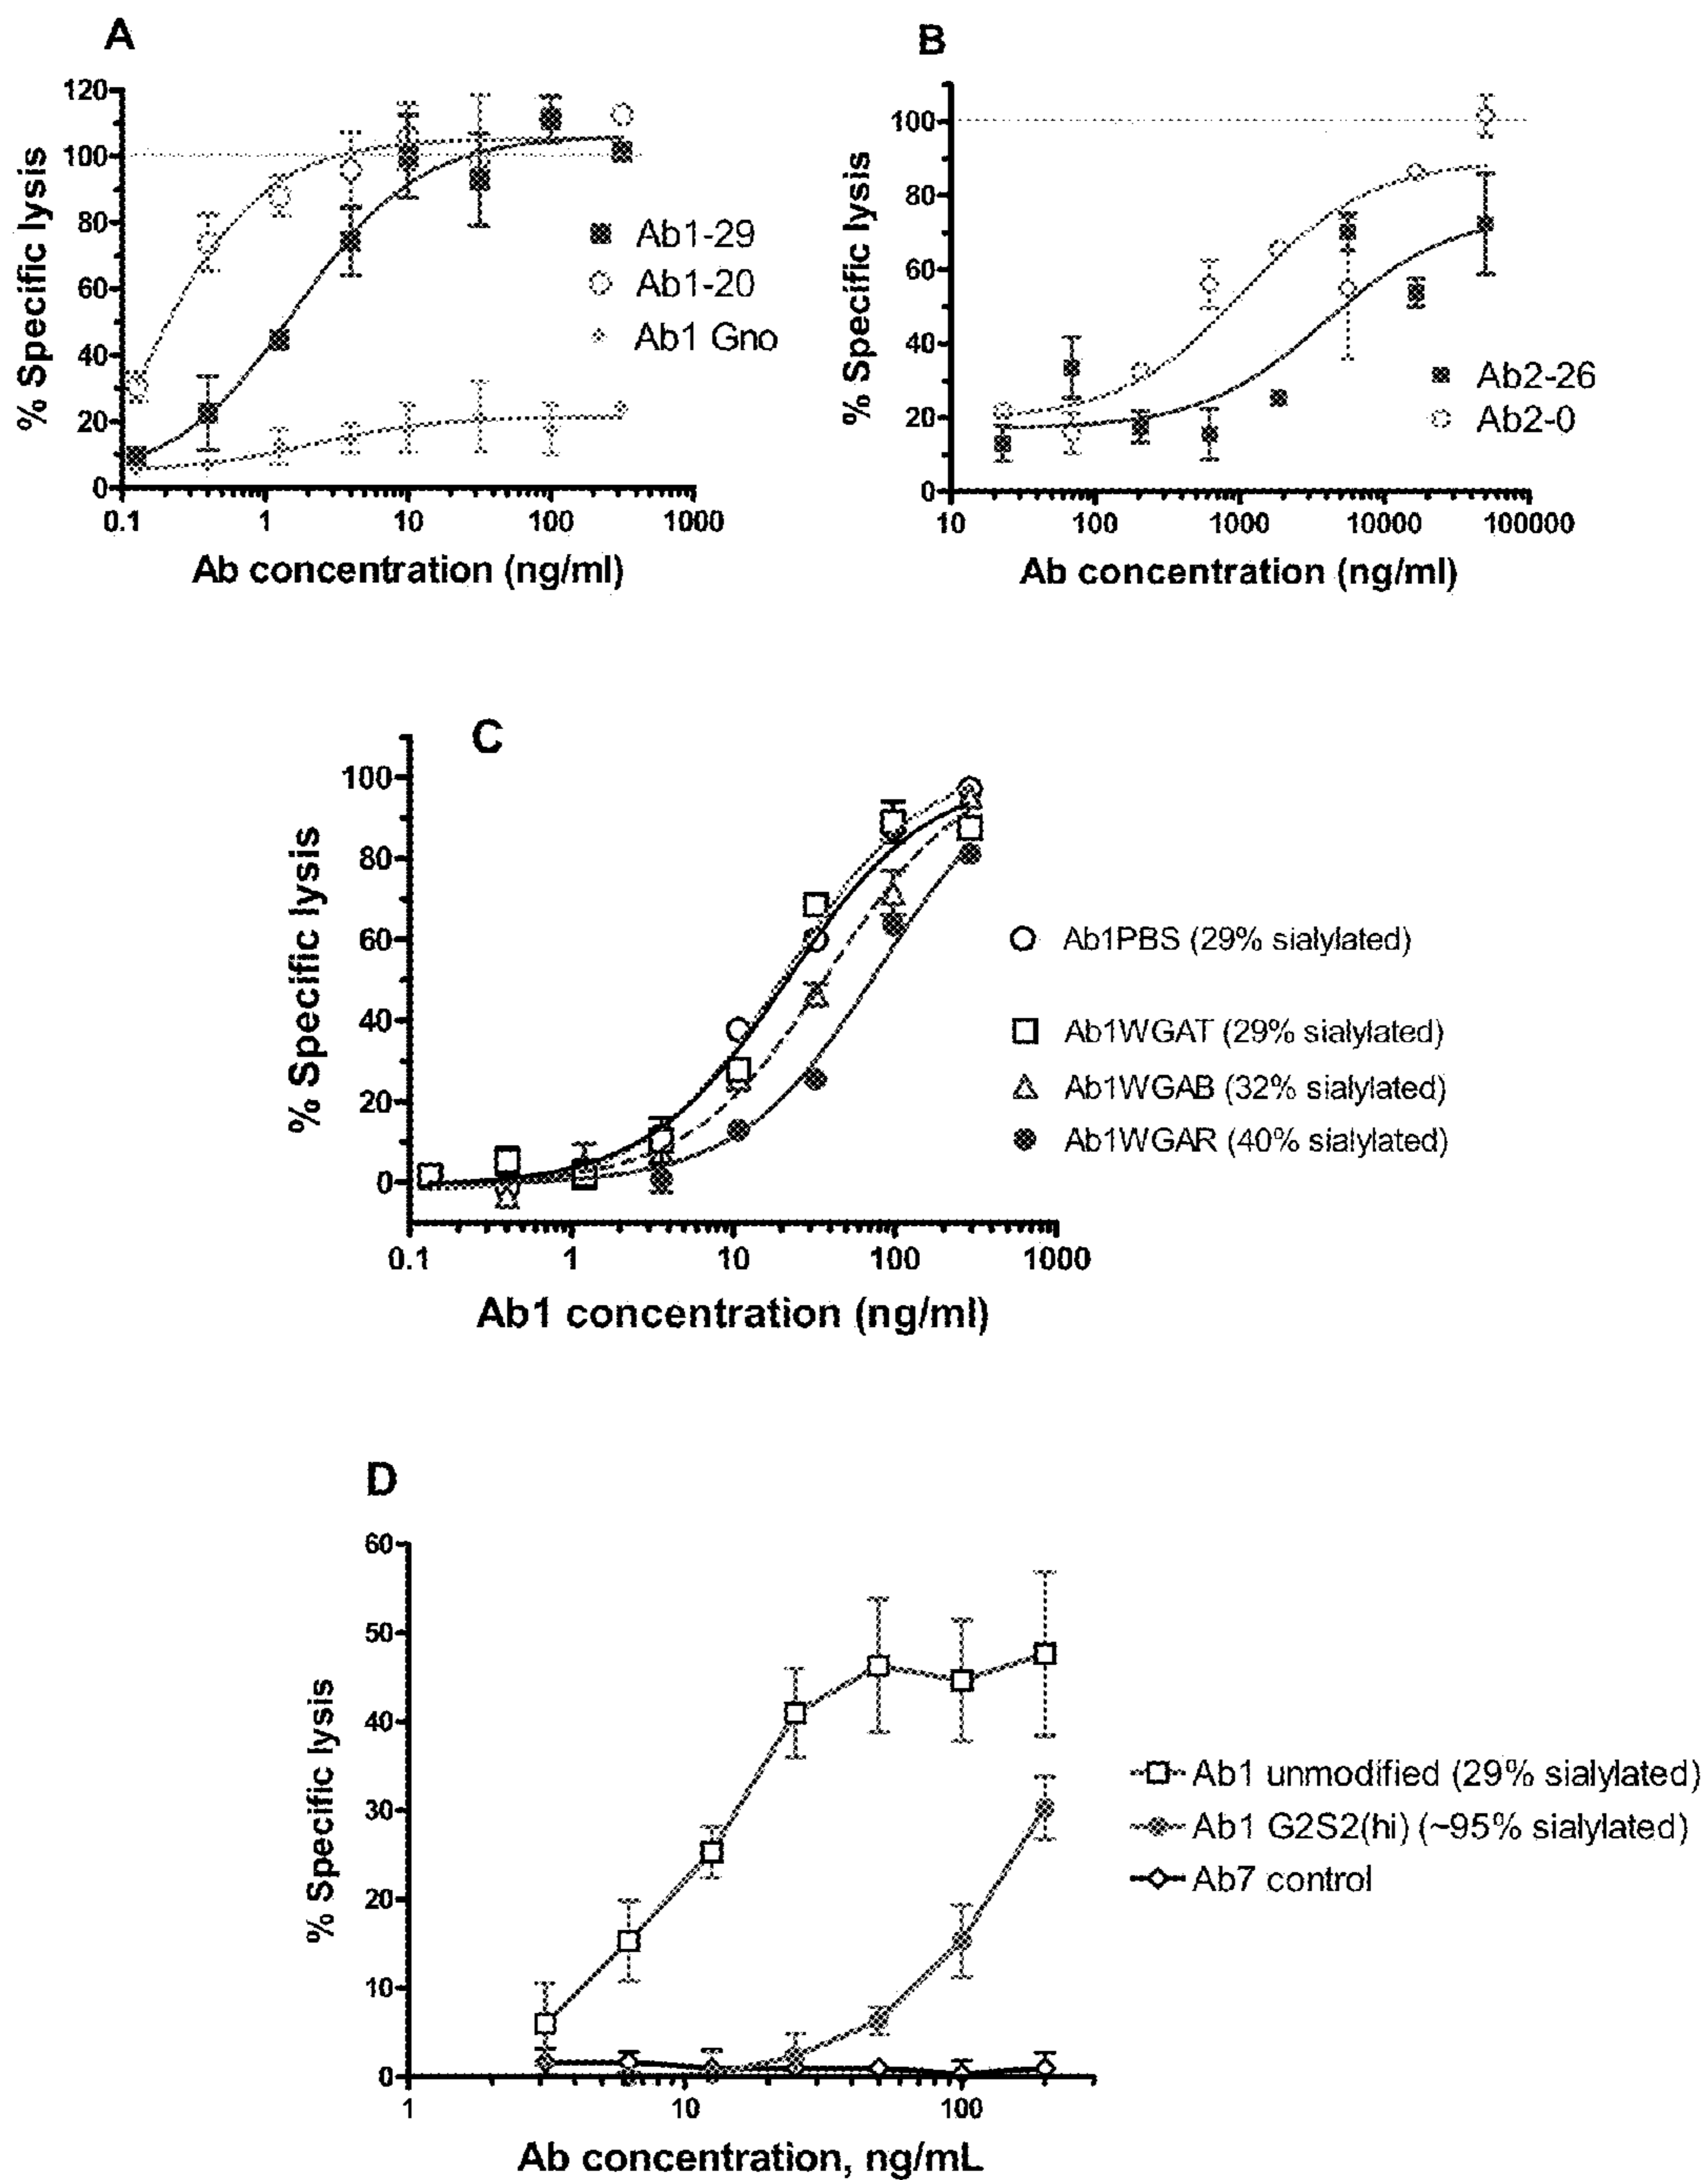 A
120
100
80
60
40
20
0
% Specific lysis
0.1 1 10 100 1000
Ab concentration (ng/ml)
Ab1-29
Ab1-20
Ab1 Gno
B
100
80
60
40
20
0
% Specific lysis
10 100 1000 10000 100000
Ab concentration (ng/ml)
Ab2-26
Ab2-0
C
100
80
60
40
20
0
% Specific lysis
0.1 1 10 100 1000
Ab1 concentration (ng/ml)
Ab1PBS (29% sialylated)
Ab1WGAT (29% sialylated)
Ab1WGAB (32% sialylated)
Ab1WGAR (40% sialylated)
D
60
50
40
30
20
10
0
% Specific lysis
1 10 100
Ab concentration, ng/mL
Ab1 unmodified (29% sialylated)
Ab1 G2S2(hi) (~95% sialylated)
Ab7 control